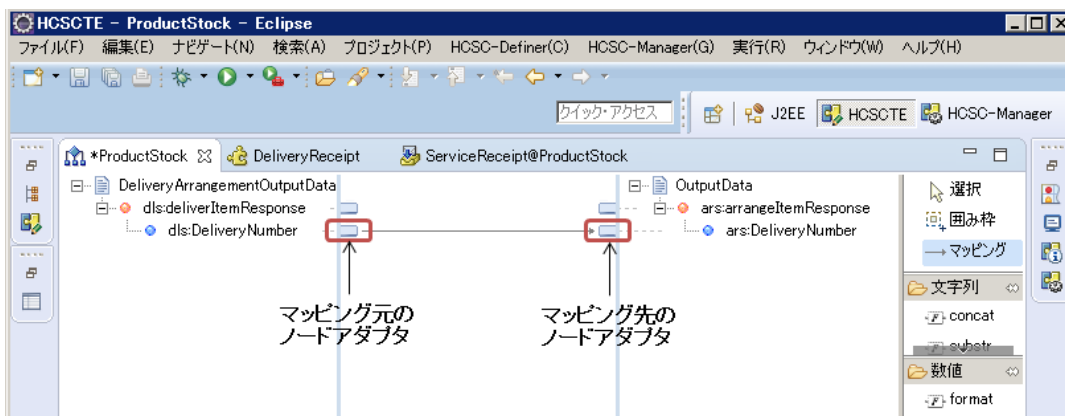 HCSCTE - ProductStock - Eclipse
ファイル(F) 編集(E) ナビゲート(N) 検索(A) プロジェクト(P) HCSC-Definer(C) HCSC-Manager(G) 実行(R) ウィンドウ(W) ヘルプ(H)
クイック・アクセス J2EE HCSCTE HCSC-Manager
*ProductStock DeliveryReceipt ServiceReceipt@ProductStock
DeliveryArrangementOutputData OutputData 選択
dls:deliverItemResponse ars:arrangeItemResponse 囲み枠
dls:DeliveryNumber ars:DeliveryNumber マッピング
文字列
マッピング元の マッピング先の concat
ノードアダプタ ノードアダプタ substr
数値
format